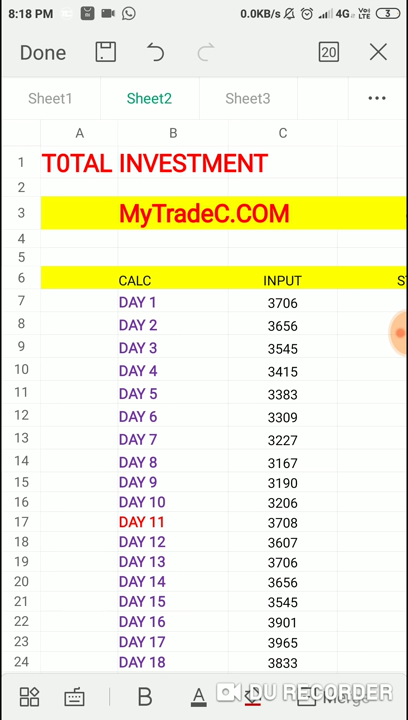 8:18 PM 0.0KB/s 4G Vo LTE 3
Done 20
Sheet1 Sheet2 Sheet3
A B C
1 T0TAL INVESTMENT
2
3 MyTradeC.COM
4
5
6 CALC INPUT ST
7 DAY 1 3706
8 DAY 2 3656
9 DAY 3 3545
10 DAY 4 3415
11 DAY 5 3383
12 DAY 6 3309
13 DAY 7 3227
14 DAY 8 3167
15 DAY 9 3190
16 DAY 10 3206
17 DAY 11 3708
18 DAY 12 3607
19 DAY 13 3706
20 DAY 14 3656
21 DAY 15 3545
22 DAY 16 3901
23 DAY 17 3965
24 DAY 18 3833
B A Merge
DU RECORDER